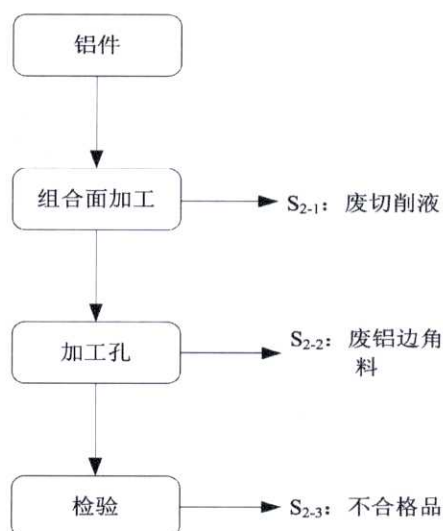 铝件
组合面加工
S2-1： 废切削液
加工孔
S2-2： 废铝边角
料
检验
S2-3： 不合格品